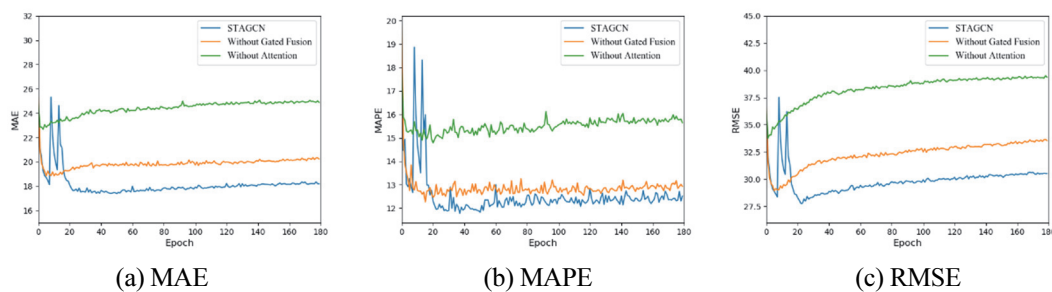 32
30
28
26
24
22
20
18
16
MAE
0 20 40 60 80 100 120 140 160 180
Epoch
STAGCN
Without Gated Fusion
Without Attention
(a) MAE
20
19
18
17
16
15
14
13
12
MAPE
0 20 40 60 80 100 120 140 160 180
Epoch
STAGCN
Without Gated Fusion
Without Attention
(b) MAPE
45.0
42.5
40.0
37.5
35.0
32.5
30.0
27.5
RMSE
0 20 40 60 80 100 120 140 160 180
Epoch
STAGCN
Without Gated Fusion
Without Attention
(c) RMSE